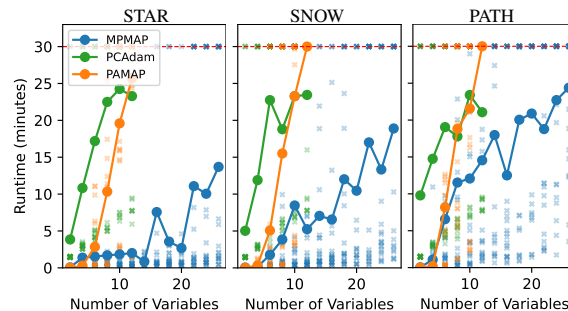 STAR
SNOW
PATH
Runtime (minutes)
30
25
20
15
10
5
0
MPMAP
PCAdam
PAMAP
10 20
10 20
10 20
Number of Variables
Number of Variables
Number of Variables